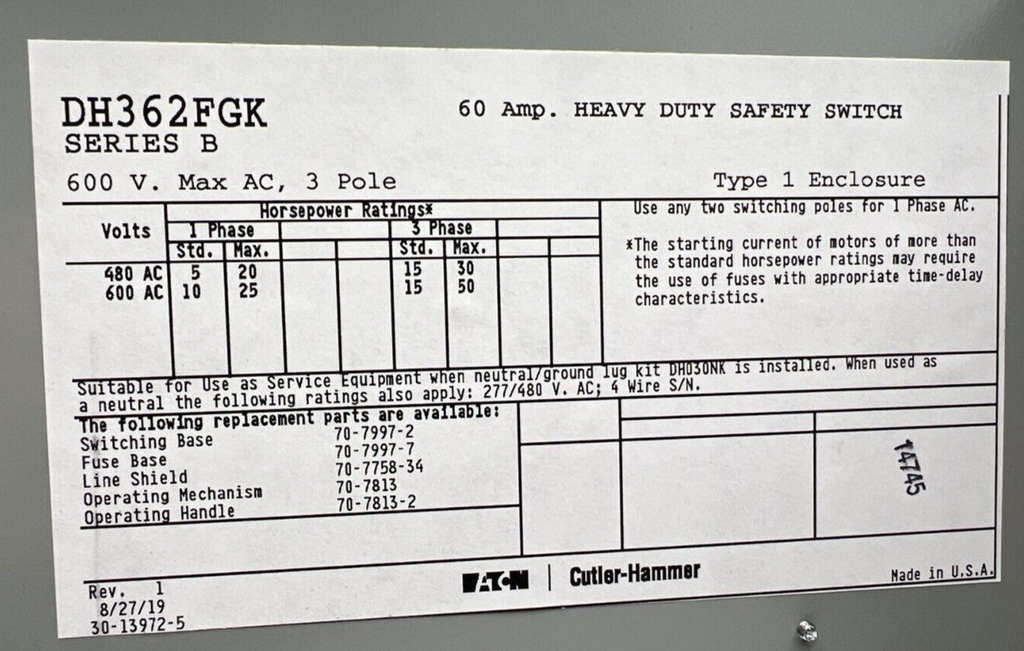 DH362FGK
60 Amp. HEAVY DUTY SAFETY SWITCH
SERIES B
600 V. Max AC, 3 Pole
Type 1 Enclosure
Volts
Horsepower Ratings*
1 Phase
3 Phase
Std. Max. Std. Max.
480 AC 5 20 15 30
600 AC 10 25 15 50
Use any two switching poles for 1 Phase AC.
*The starting current of motors of more than
the standard horsepower ratings may require
the use of fuses with appropriate time-delay
characteristics.
Suitable for Use as Service Equipment when neutral/ground lug kit DH030NK is installed. When used as
a neutral the following ratings also apply: 277/480 V. AC; 4 Wire S/N.
The following replacement parts are available:
Switching Base 70-7997-2
Fuse Base 70-7997-7
Line Shield 70-7758-34
Operating Mechanism 70-7813
Operating Handle 70-7813-2
T4745
Rev. 1
8/27/19
30-13972-5
EATON | Cutler-Hammer
Made in U.S.A.